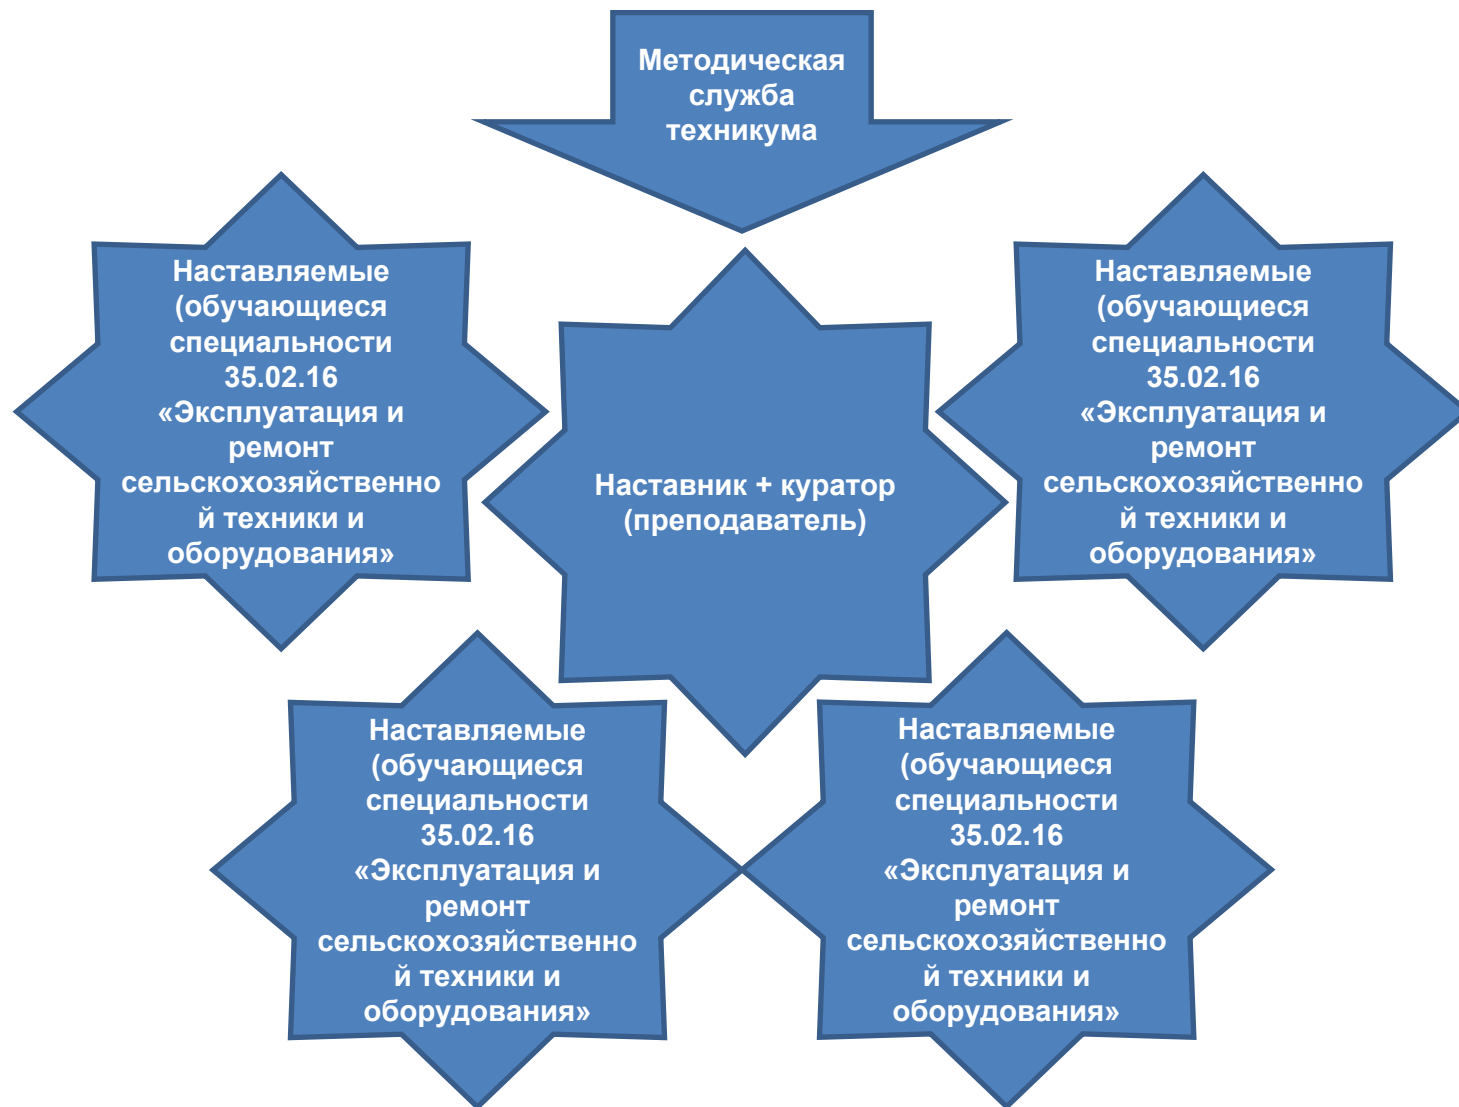 Методическая
служба
техникума
Наставляемые
(обучающиеся
специальности
35.02.16
«Эксплуатация и
ремонт
сельскохозяйственно
й техники и
оборудования»
Наставник + куратор
(преподаватель)
Наставляемые
(обучающиеся
специальности
35.02.16
«Эксплуатация и
ремонт
сельскохозяйственно
й техники и
оборудования»
Наставляемые
(обучающиеся
специальности
35.02.16
«Эксплуатация и
ремонт
сельскохозяйственно
й техники и
оборудования»
Наставляемые
(обучающиеся
специальности
35.02.16
«Эксплуатация и
ремонт
сельскохозяйственно
й техники и
оборудования»